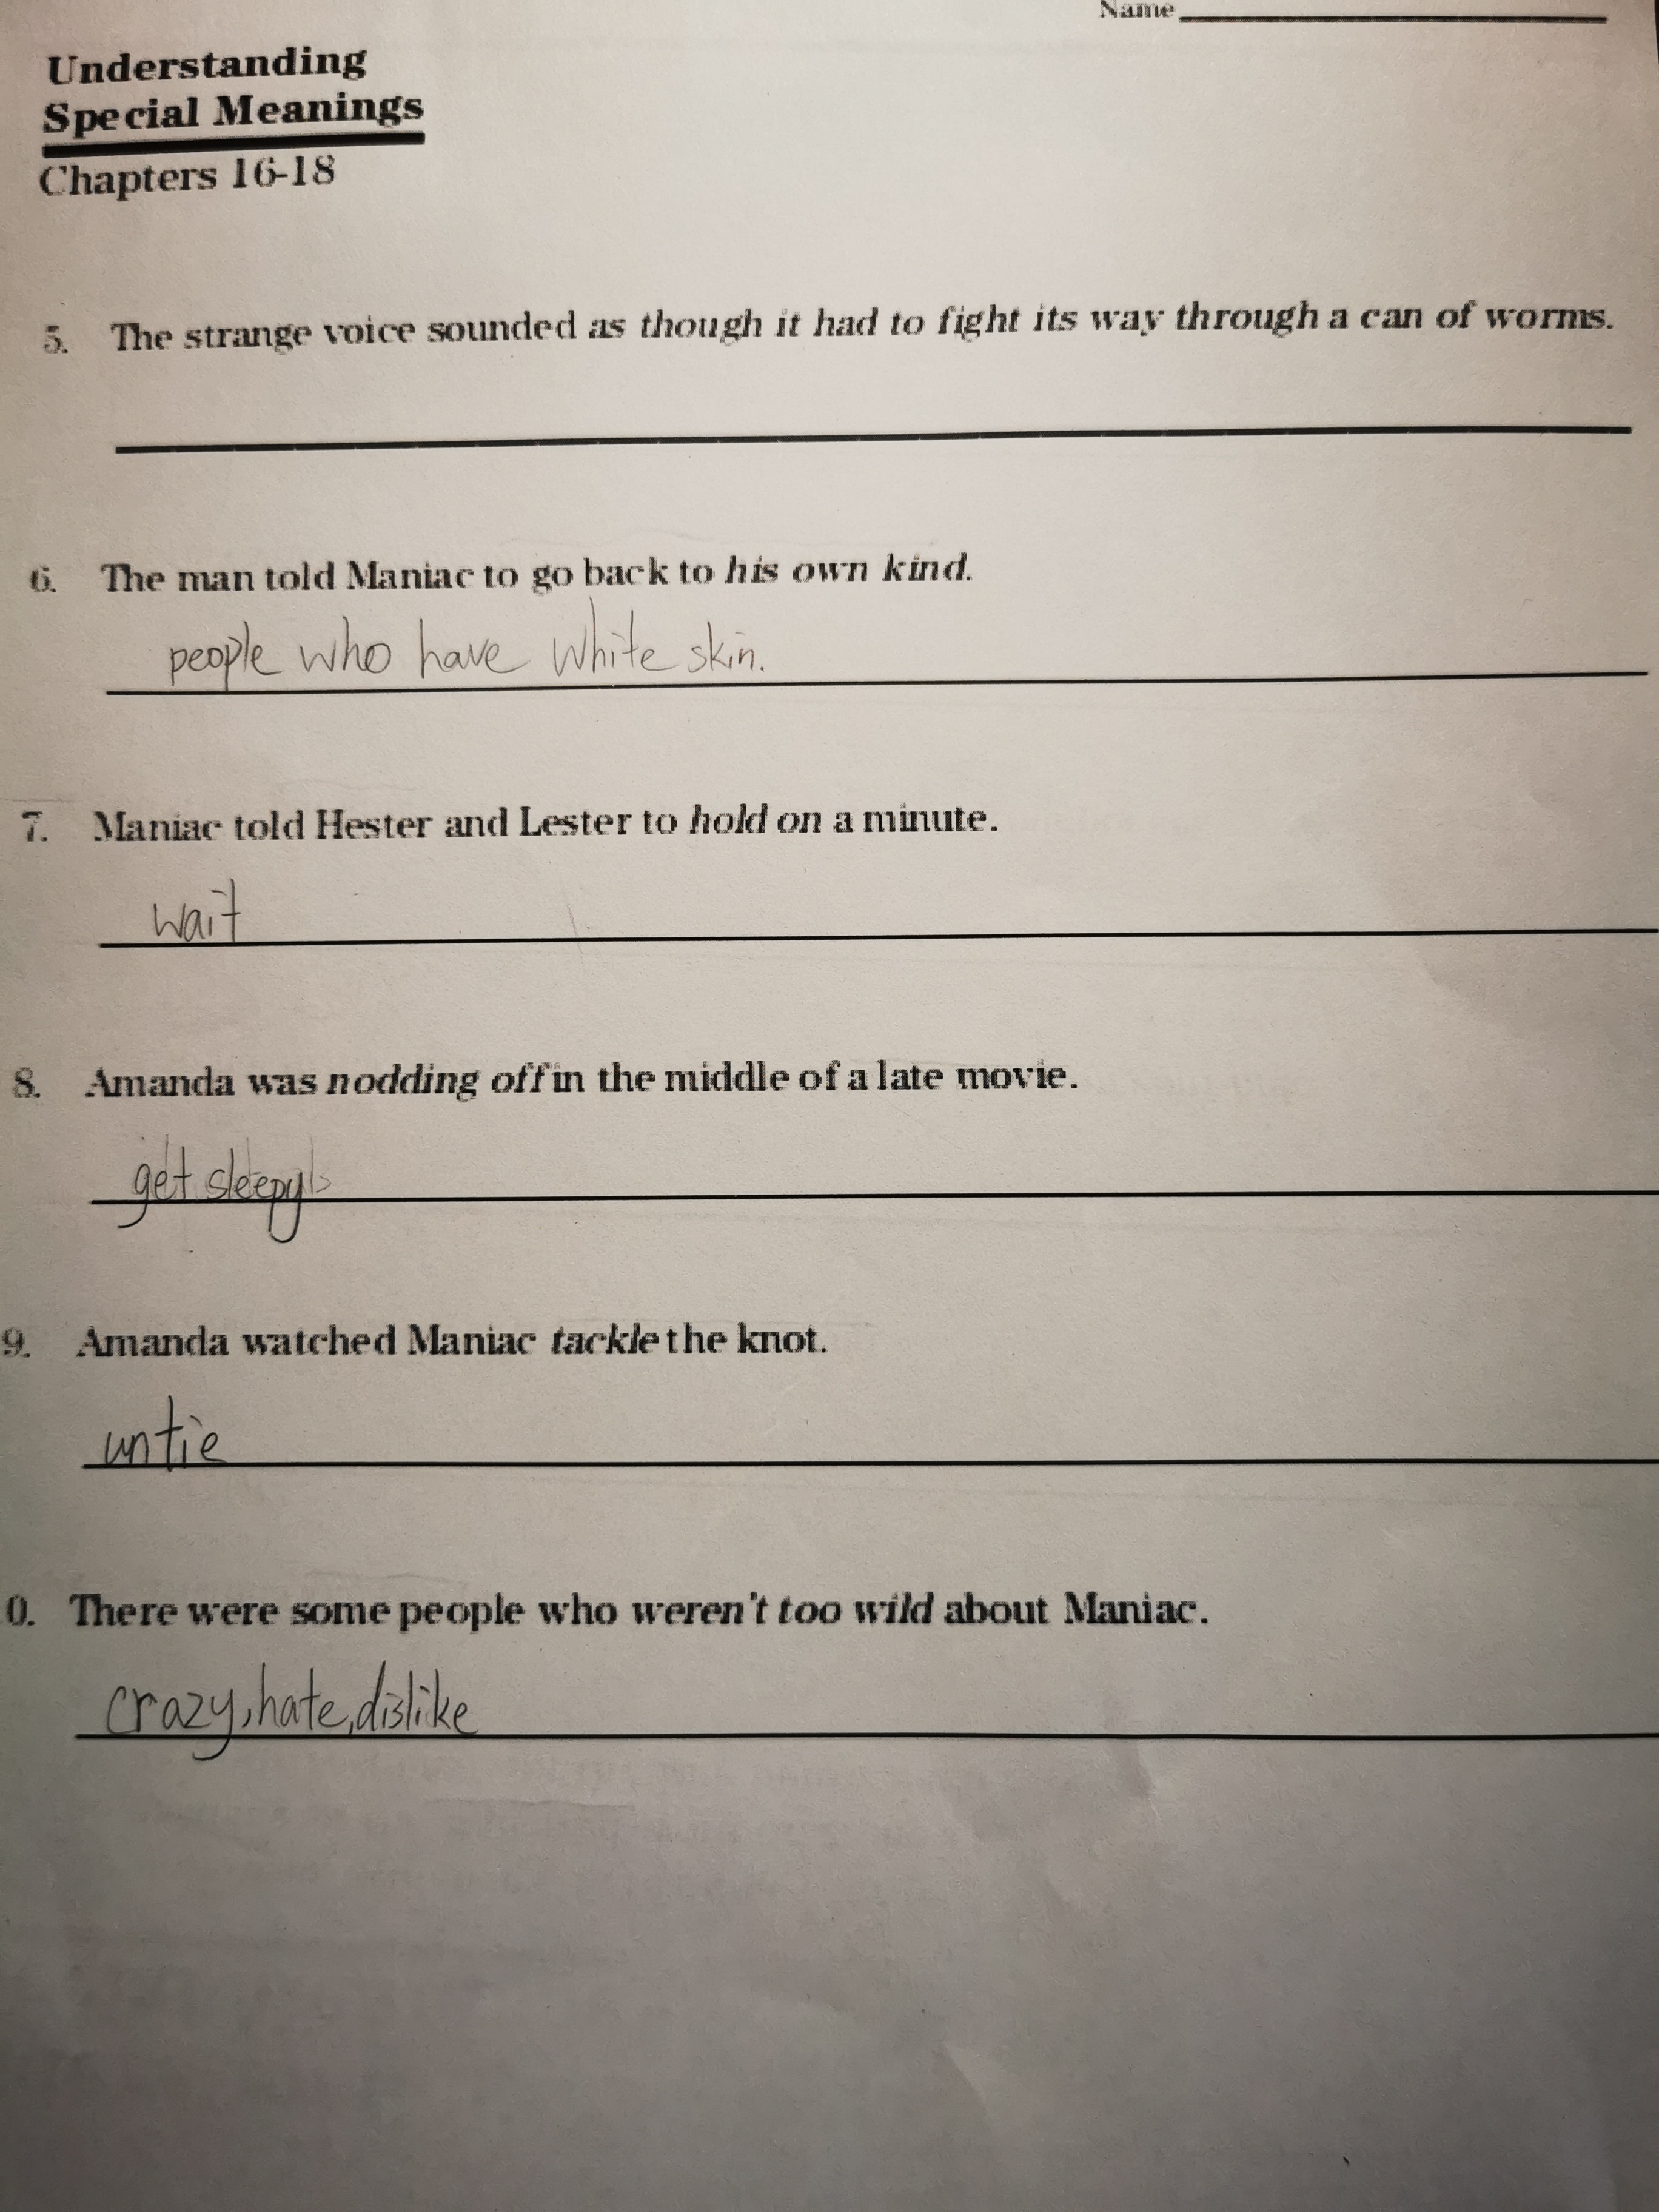 Name
Understanding
Special Meanings
Chapters 16-18
5. The strange voice sounded as though it had to fight its way through a can of worms.
6. The man told Maniac to go back to his own kind.
people who have white skin.
7. Maniac told Hester and Lester to hold on a minute.
wait
8. Amanda was nodding off in the middle of a late movie.
get sleepy
9. Amanda watched Maniac tackle the knot.
untie
0. There were some people who weren't too wild about Maniac.
crazy, hate, dislike